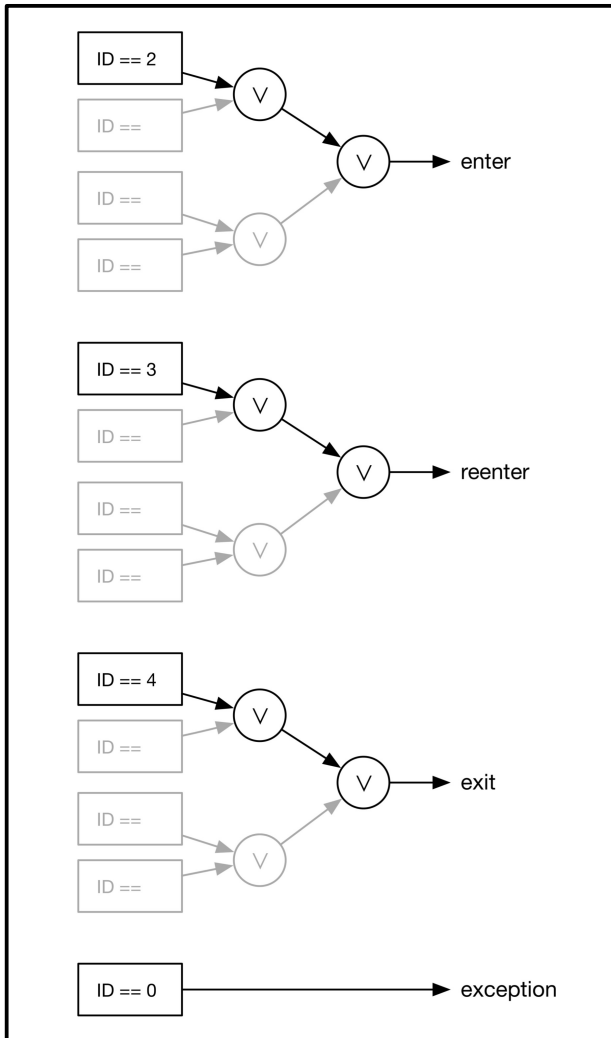 ID == 2
∨
ID ==
∨
enter
ID ==
∨
ID ==
ID == 3
∨
ID ==
∨
reenter
ID ==
∨
ID ==
ID == 4
∨
ID ==
∨
exit
ID ==
∨
ID ==
ID == 0
exception